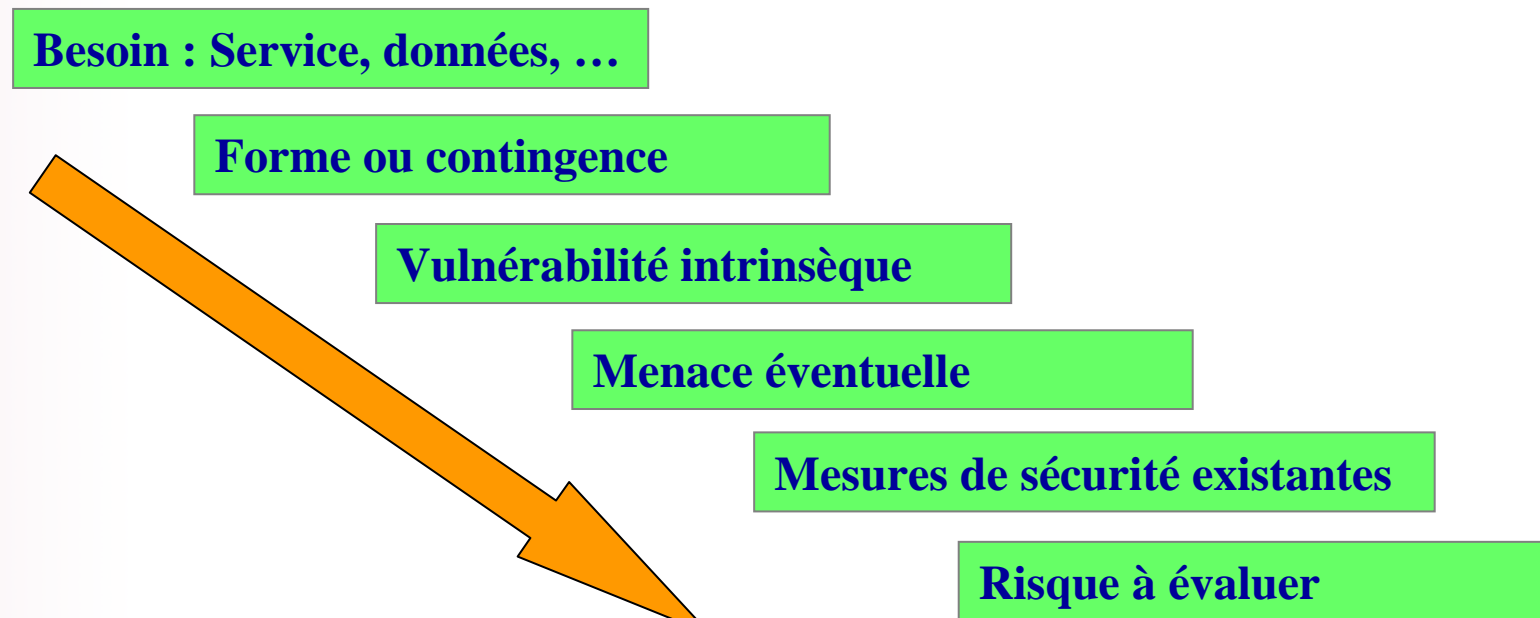 Besoin : Service, données, …
Forme ou contingence
Vulnérabilité intrinsèque
Menace éventuelle
Mesures de sécurité existantes
Risque à évaluer